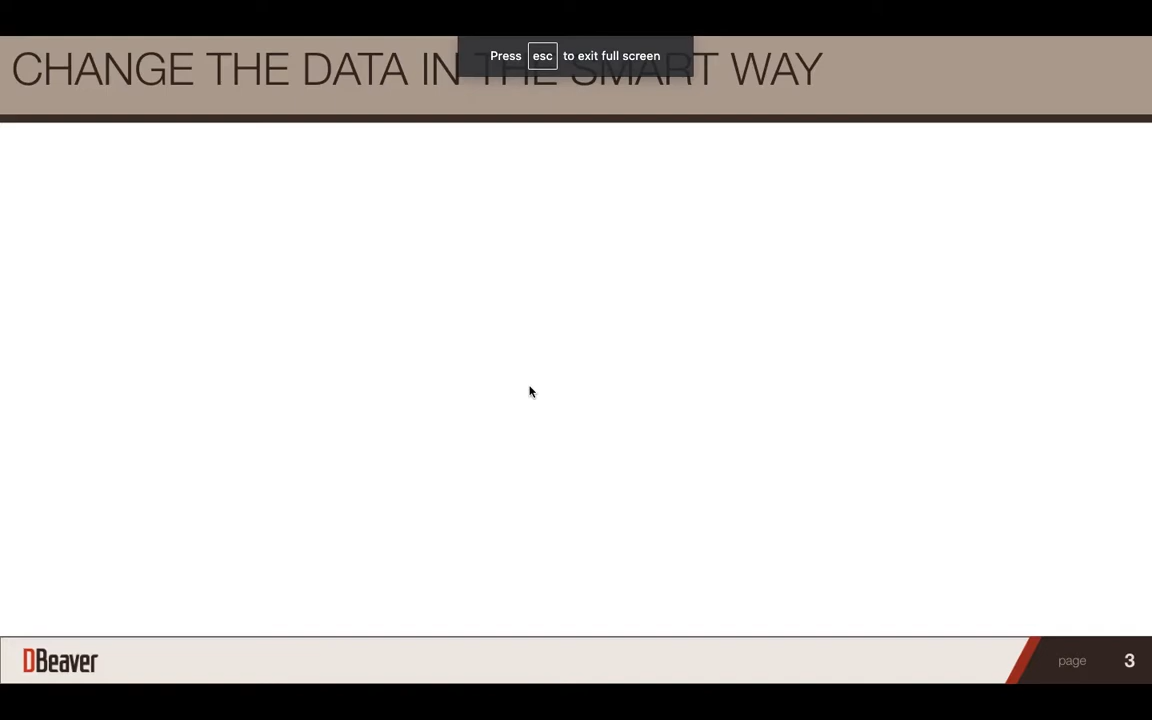 CHANGE THE DATA IN THE SMART WAY
Press esc to exit full screen
DBeaver
page 3